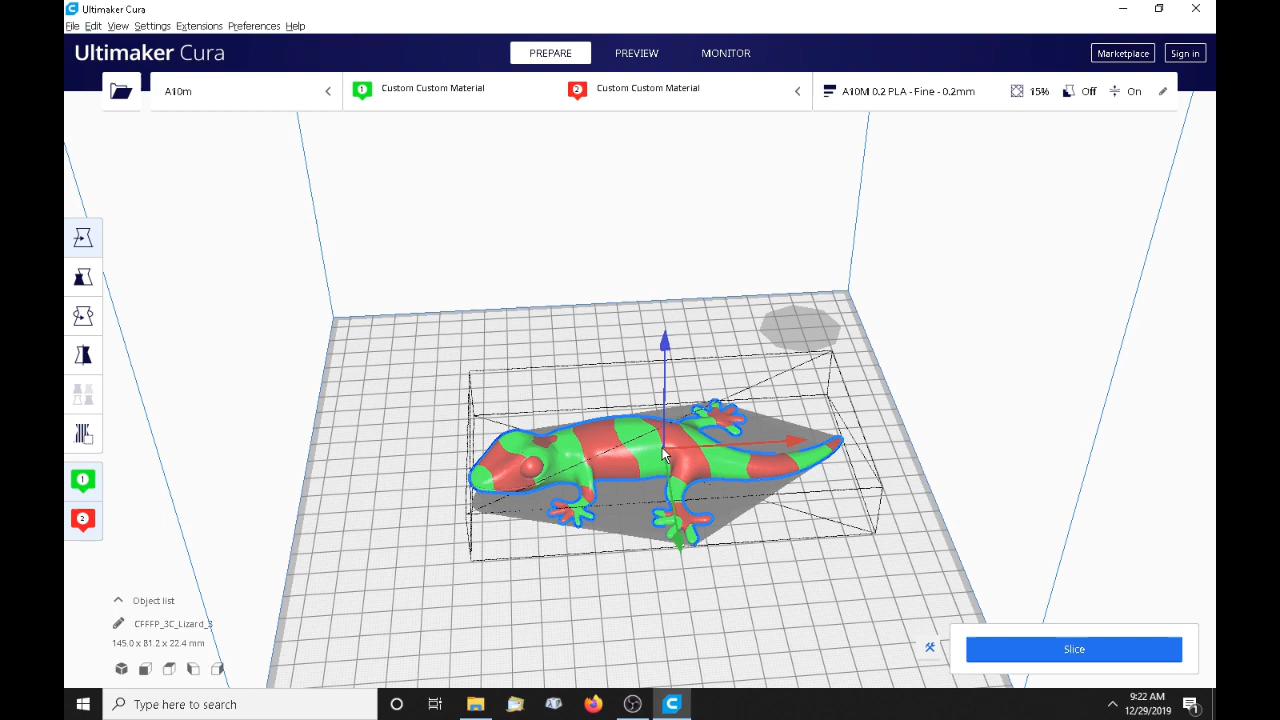 Ultimaker Cura
File Edit View Settings Extensions Preferences Help
Ultimaker Cura
PREPARE PREVIEW MONITOR
Marketplace Sign in
A10m
1 Custom Custom Material
2 Custom Custom Material
A10M 0.2 PLA - Fine - 0.2mm 15% Off On
1
2
Object list
CFFFP_3C_Lizard_3
145.0 x 81.2 x 22.4 mm
Slice
Type here to search
9:22 AM
12/29/2019
1